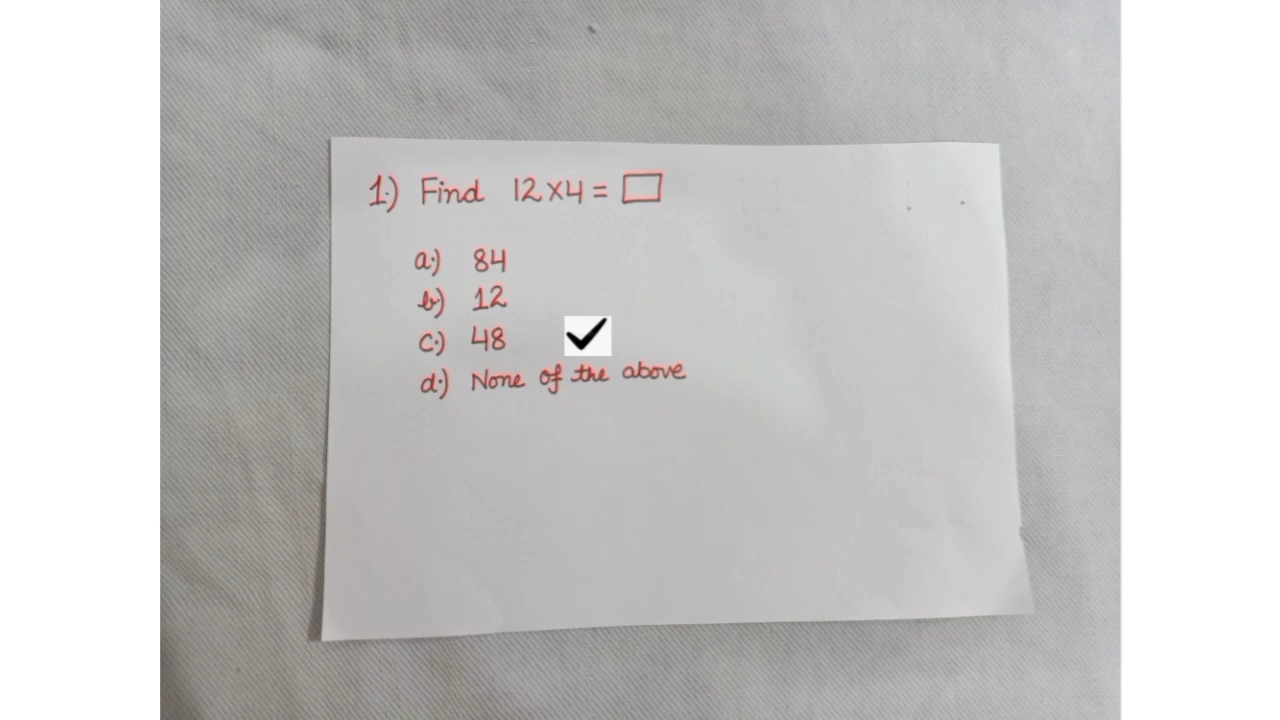 1.) Find 12×4 = □
a.) 84
b.) 12
c.) 48 ✓
d.) None of the above